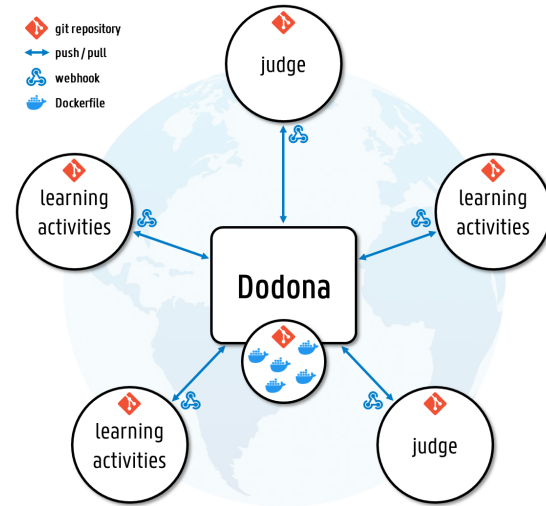 git repository
push / pull
webhook
Dockerfile
judge
learning
activities
learning
activities
Dodona
learning
activities
judge